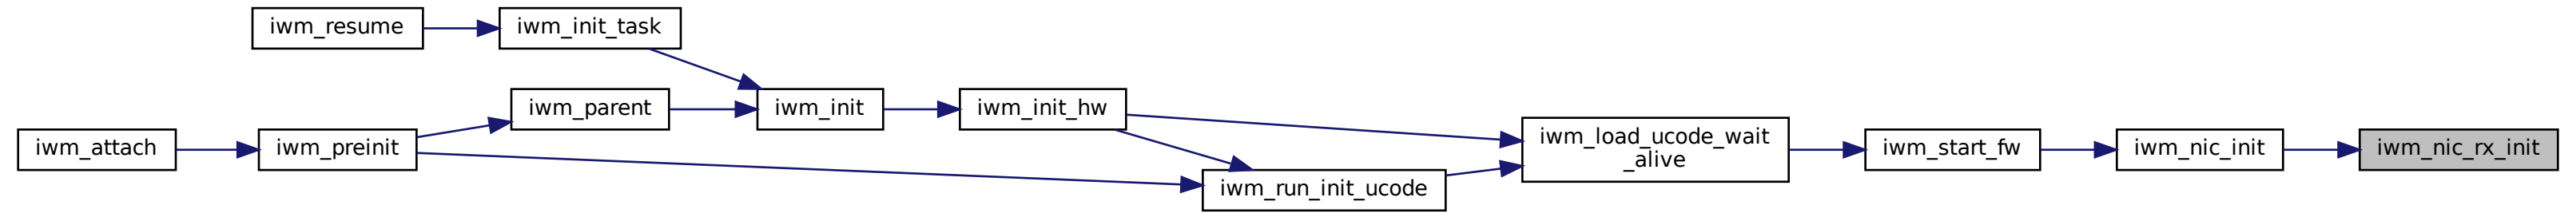 iwm_resume
iwm_init_task
iwm_parent
iwm_init
iwm_init_hw
iwm_attach
iwm_preinit
iwm_load_ucode_wait
_alive
iwm_start_fw
iwm_nic_init
iwm_nic_rx_init
iwm_run_init_ucode